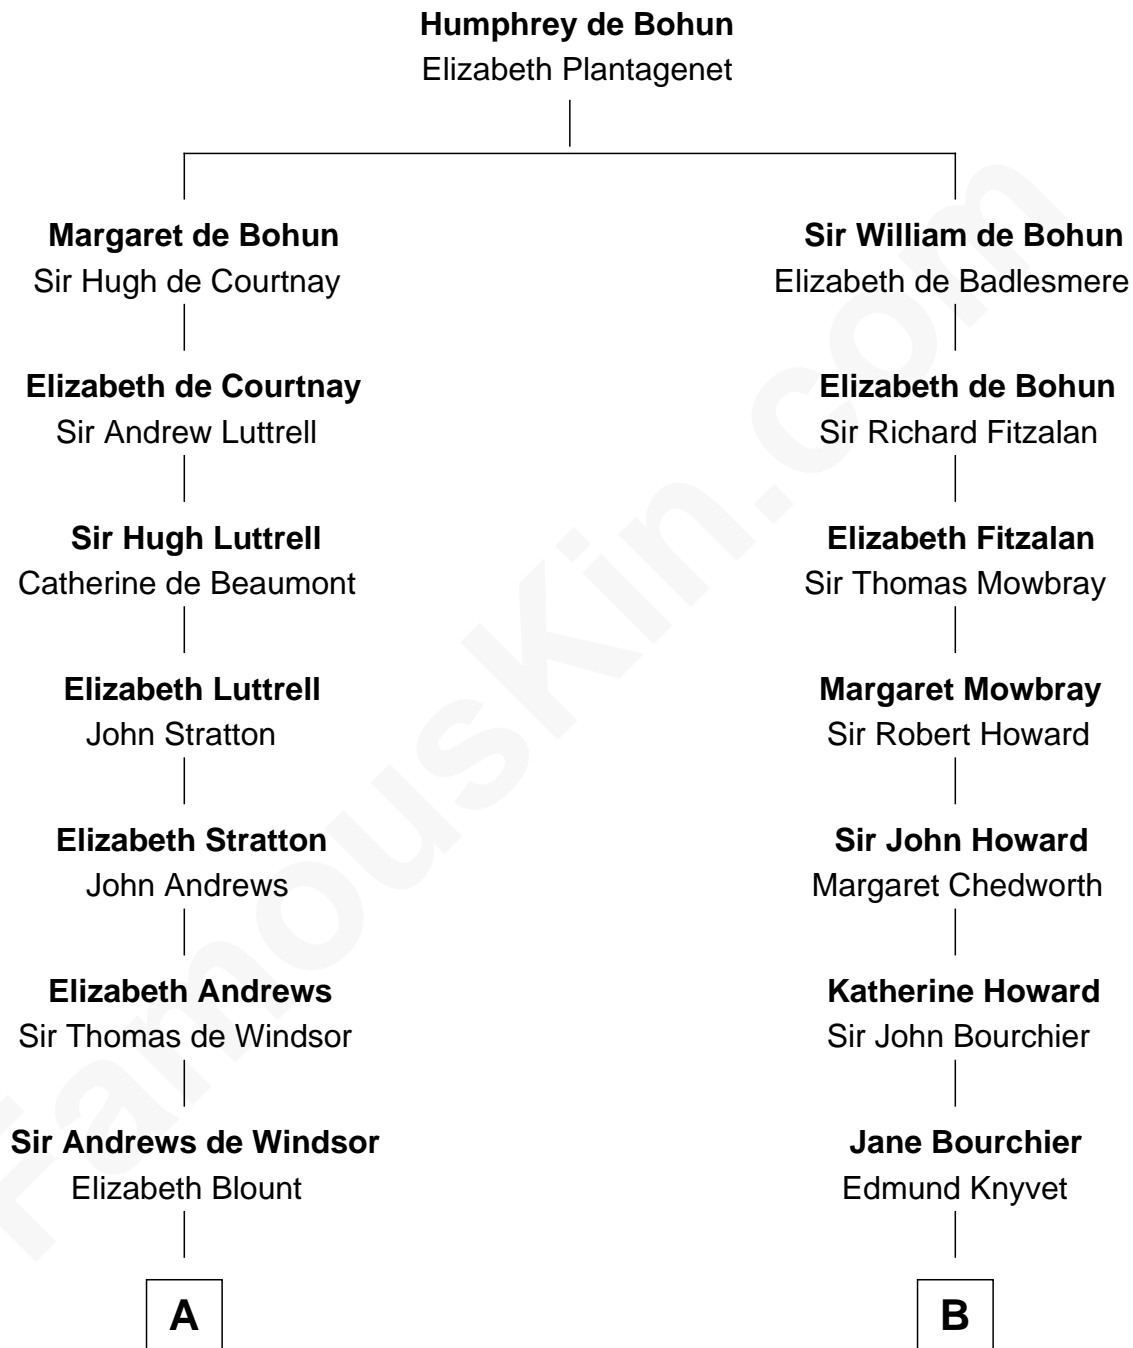 Humphrey de Bohun
Elizabeth Plantagenet
Margaret de Bohun
Sir Hugh de Courtnay
Sir William de Bohun
Elizabeth de Badlesmere
Elizabeth de Courtnay
Sir Andrew Luttrell
Elizabeth de Bohun
Sir Richard Fitzalan
Sir Hugh Luttrell
Catherine de Beaumont
Elizabeth Fitzalan
Sir Thomas Mowbray
Elizabeth Luttrell
John Stratton
Margaret Mowbray
Sir Robert Howard
Elizabeth Stratton
John Andrews
Sir John Howard
Margaret Chedworth
Elizabeth Andrews
Sir Thomas de Windsor
Katherine Howard
Sir John Bourchier
Sir Andrews de Windsor
Elizabeth Blount
Jane Bourchier
Edmund Knyvet
A
B
FamousKin.com